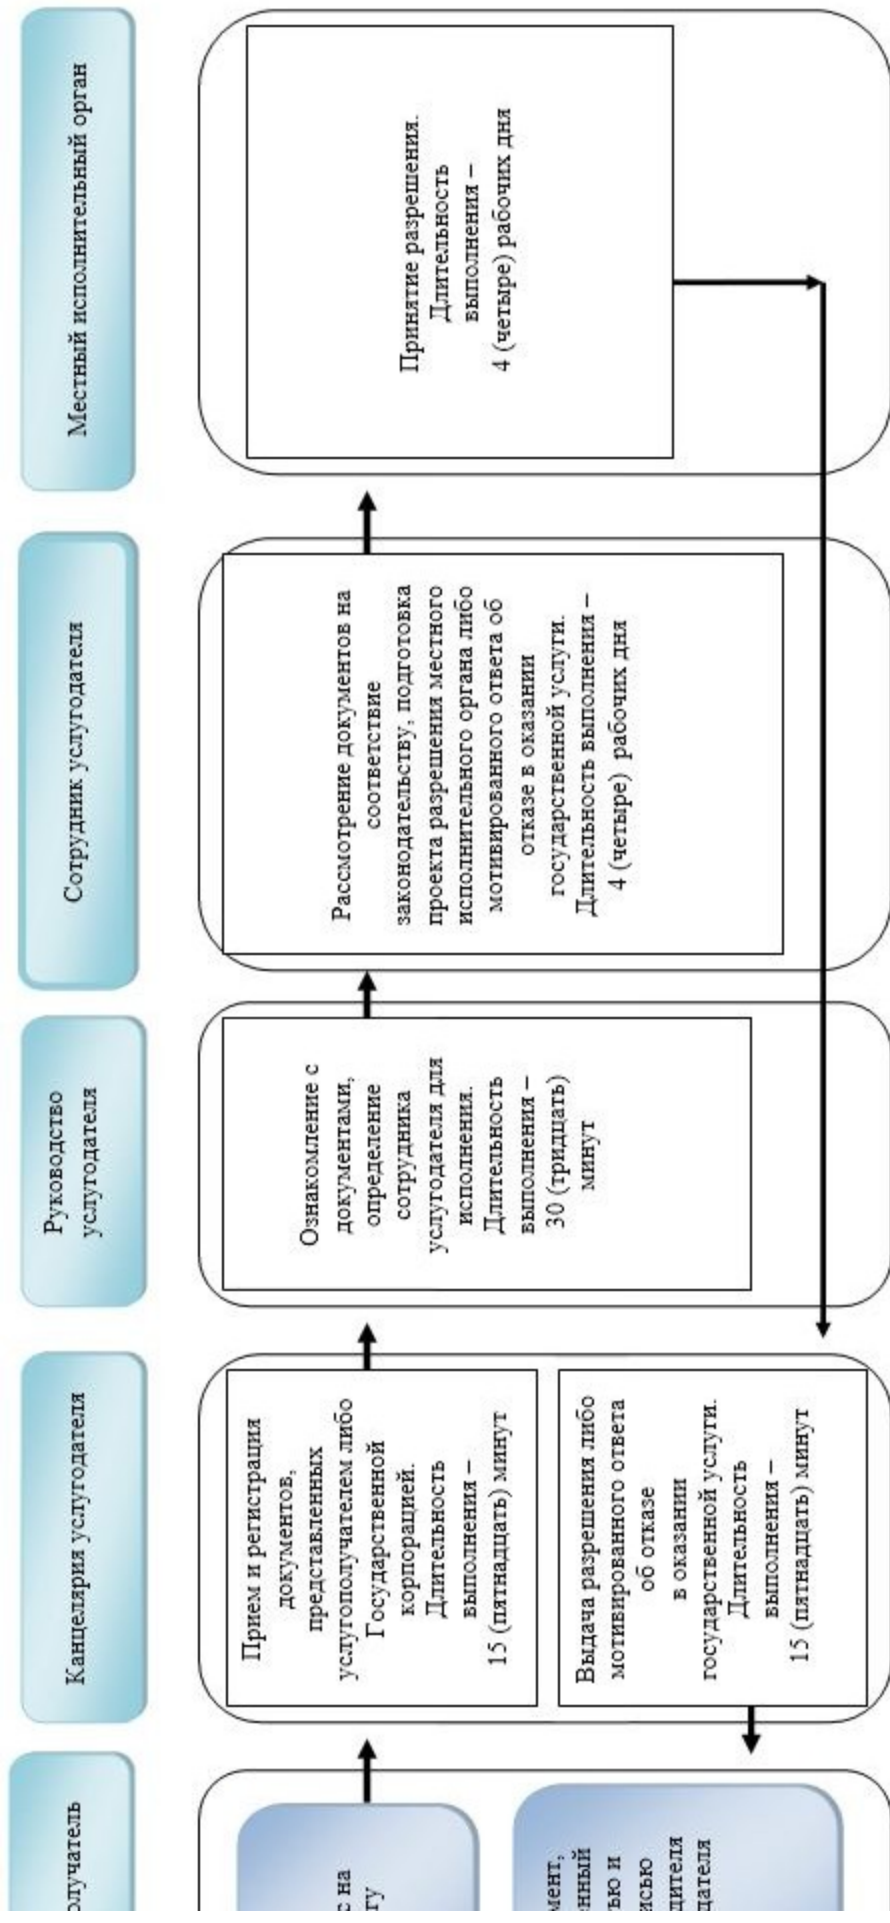 Канцелярия услугодателя
Руководство
услугодателя
Сотрудник услугодателя
Местный исполнительный орган
Прием и регистрация
документов,
представленных
услугополучателем либо
Государственной
корпорацией.
Длительность
выполнения –
15 (пятнадцать) минут
Выдача разрешения либо
мотивированного ответа
об отказе
в оказании
государственной услуги.
Длительность
выполнения –
15 (пятнадцать) минут
Ознакомление с
документами,
определение
сотрудника
услугодателя для
исполнения.
Длительность
выполнения –
30 (тридцать)
минут
Рассмотрение документов на
соответствие
законодательству, подготовка
проекта разрешения местного
исполнительного органа либо
мотивированного ответа об
отказе в оказании
государственной услуги.
Длительность выполнения –
4 (четыре) рабочих дня
Принятие разрешения.
Длительность
выполнения –
4 (четыре) рабочих дня